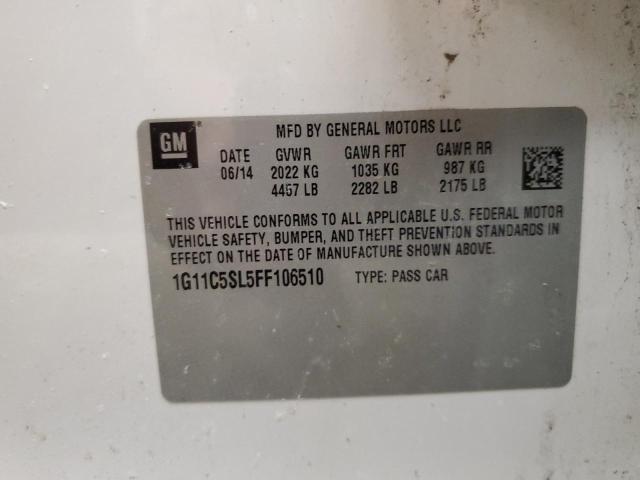 GM®
MFD BY GENERAL MOTORS LLC
DATE GVWR GAWR FRT GAWR RR
06/14 2022 KG 1035 KG 987 KG
4457 LB 2282 LB 2175 LB
THIS VEHICLE CONFORMS TO ALL APPLICABLE U.S. FEDERAL MOTOR
VEHICLE SAFETY, BUMPER, AND THEFT PREVENTION STANDARDS IN
EFFECT ON THE DATE OF MANUFACTURE SHOWN ABOVE.
1G11C5SL5FF106510 TYPE: PASS CAR